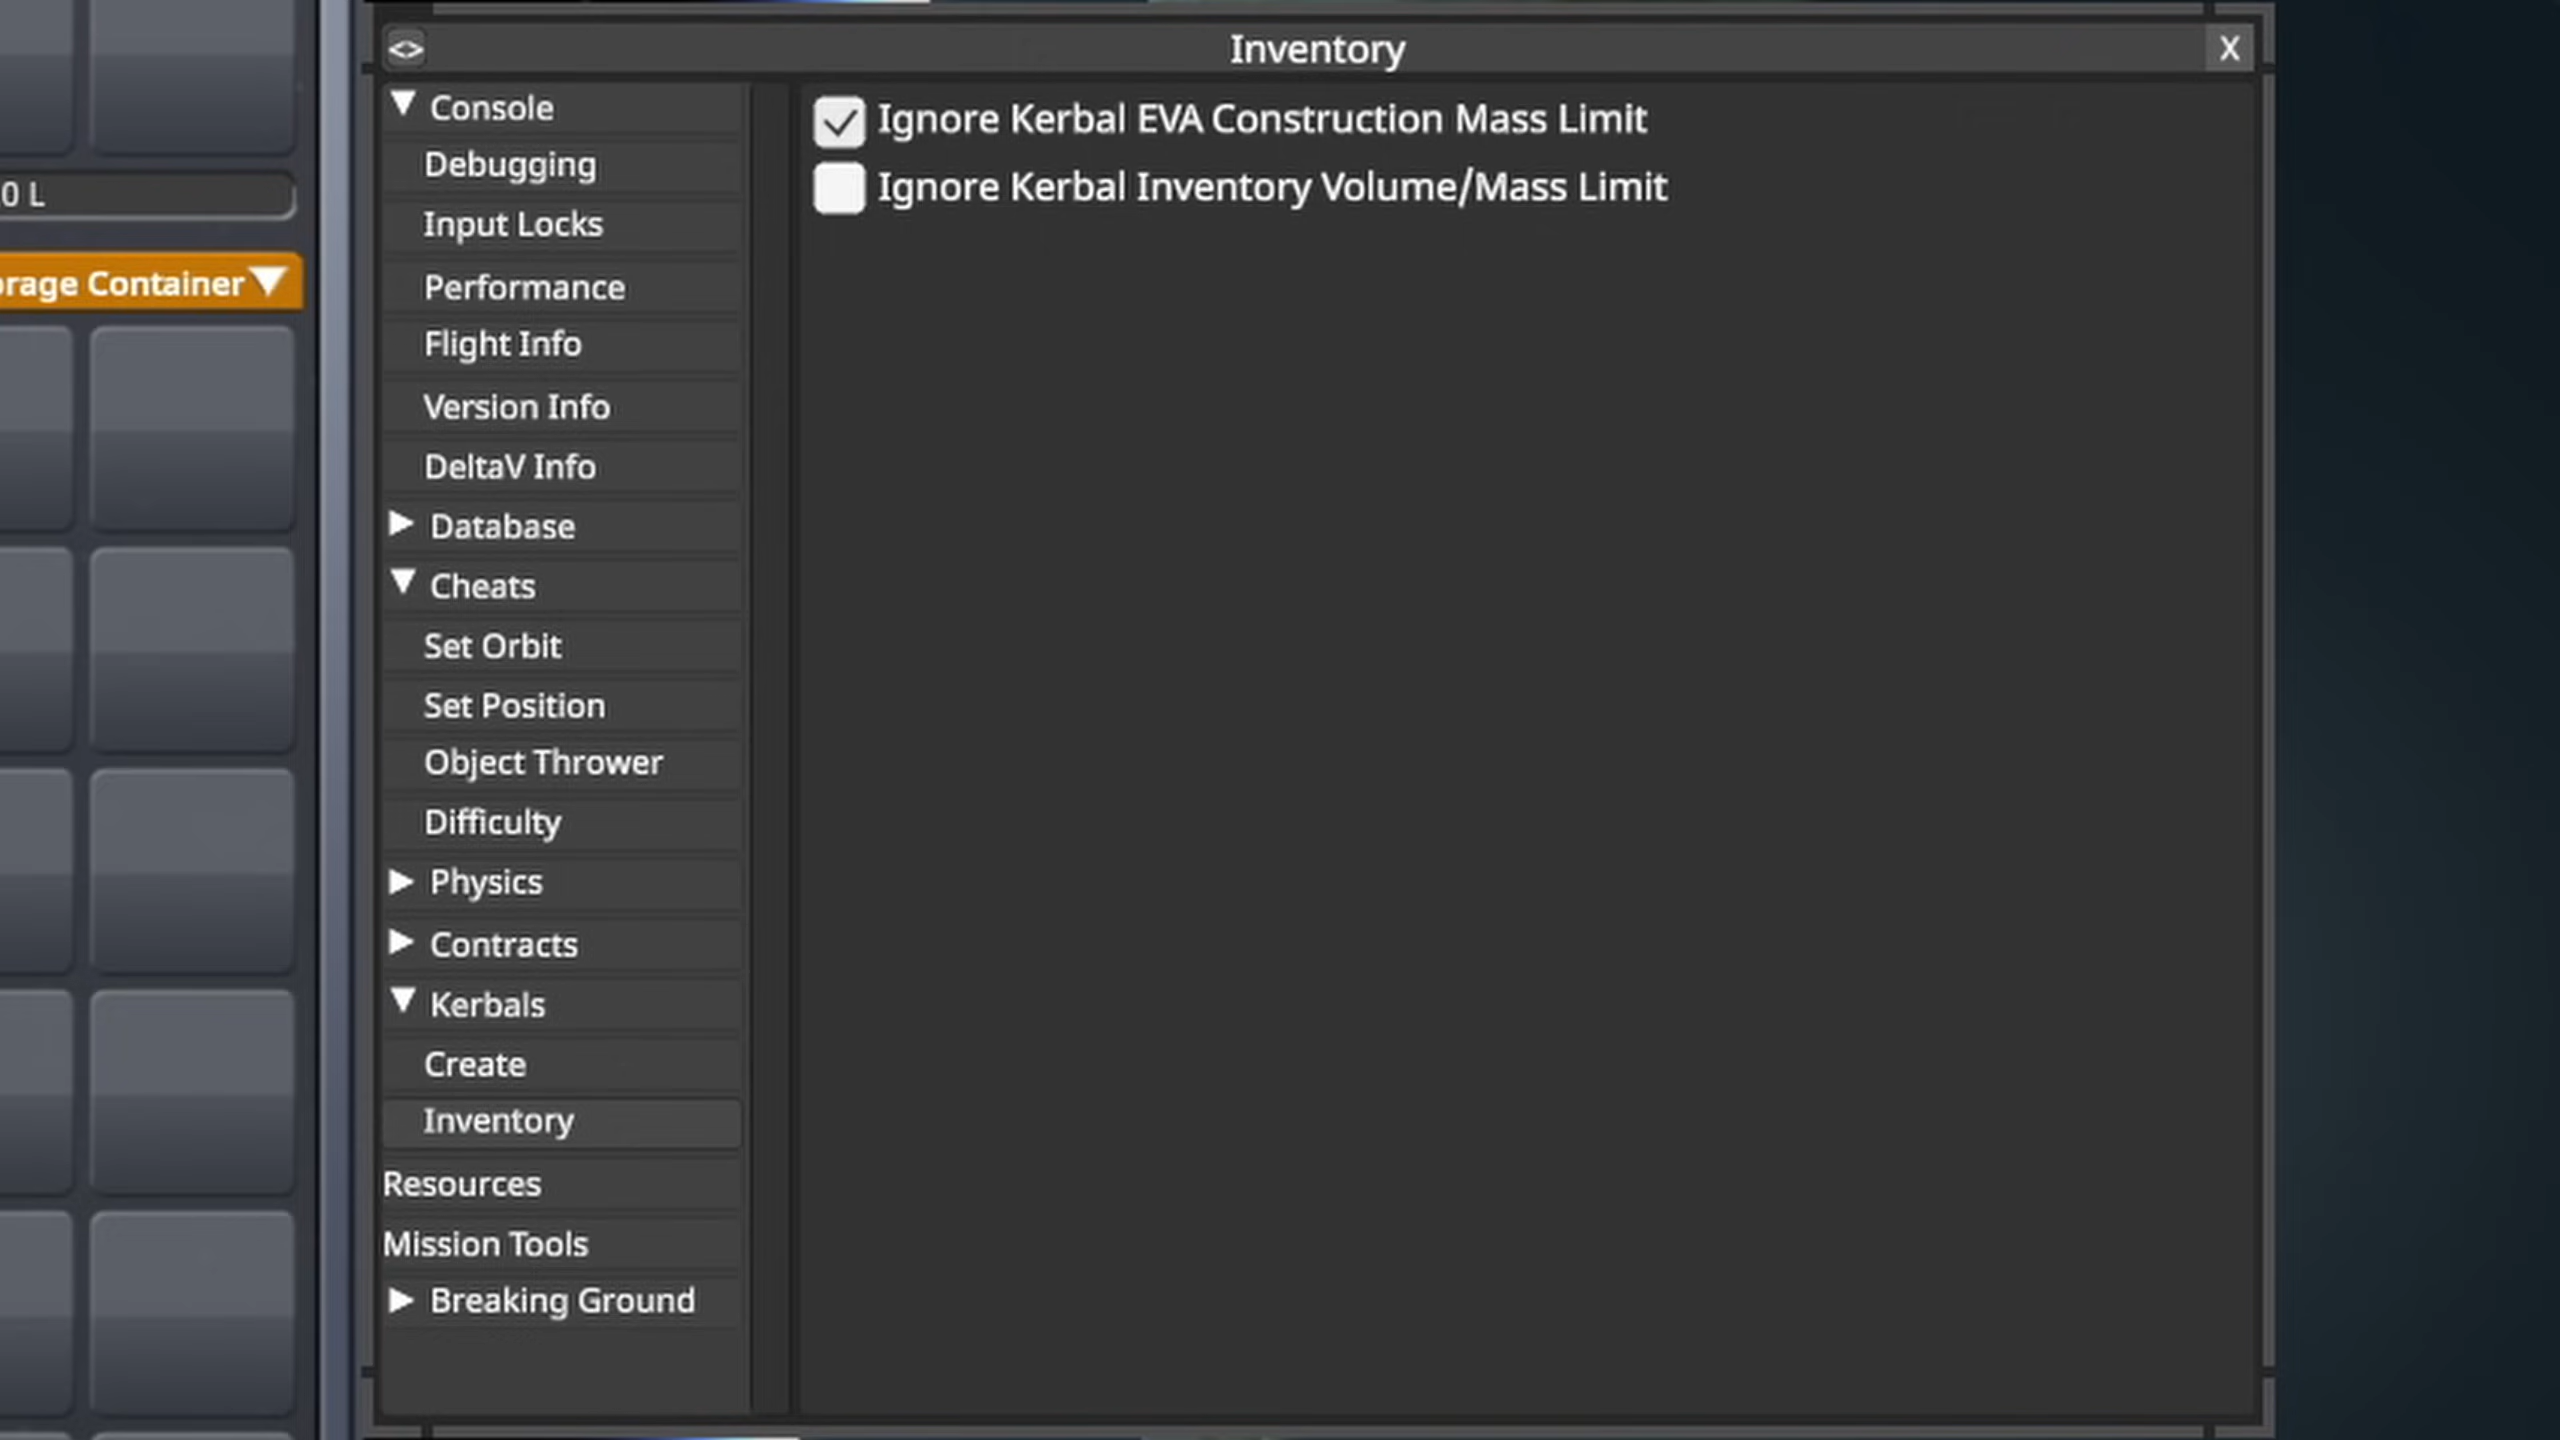 Inventory
X
Console
Debugging
Input Locks
Performance
Flight Info
Version Info
DeltaV Info
Database
Cheats
Set Orbit
Set Position
Object Thrower
Difficulty
Physics
Contracts
Kerbals
Create
Inventory
Resources
Mission Tools
Breaking Ground
Ignore Kerbal EVA Construction Mass Limit
Ignore Kerbal Inventory Volume/Mass Limit
0 L
orage Container